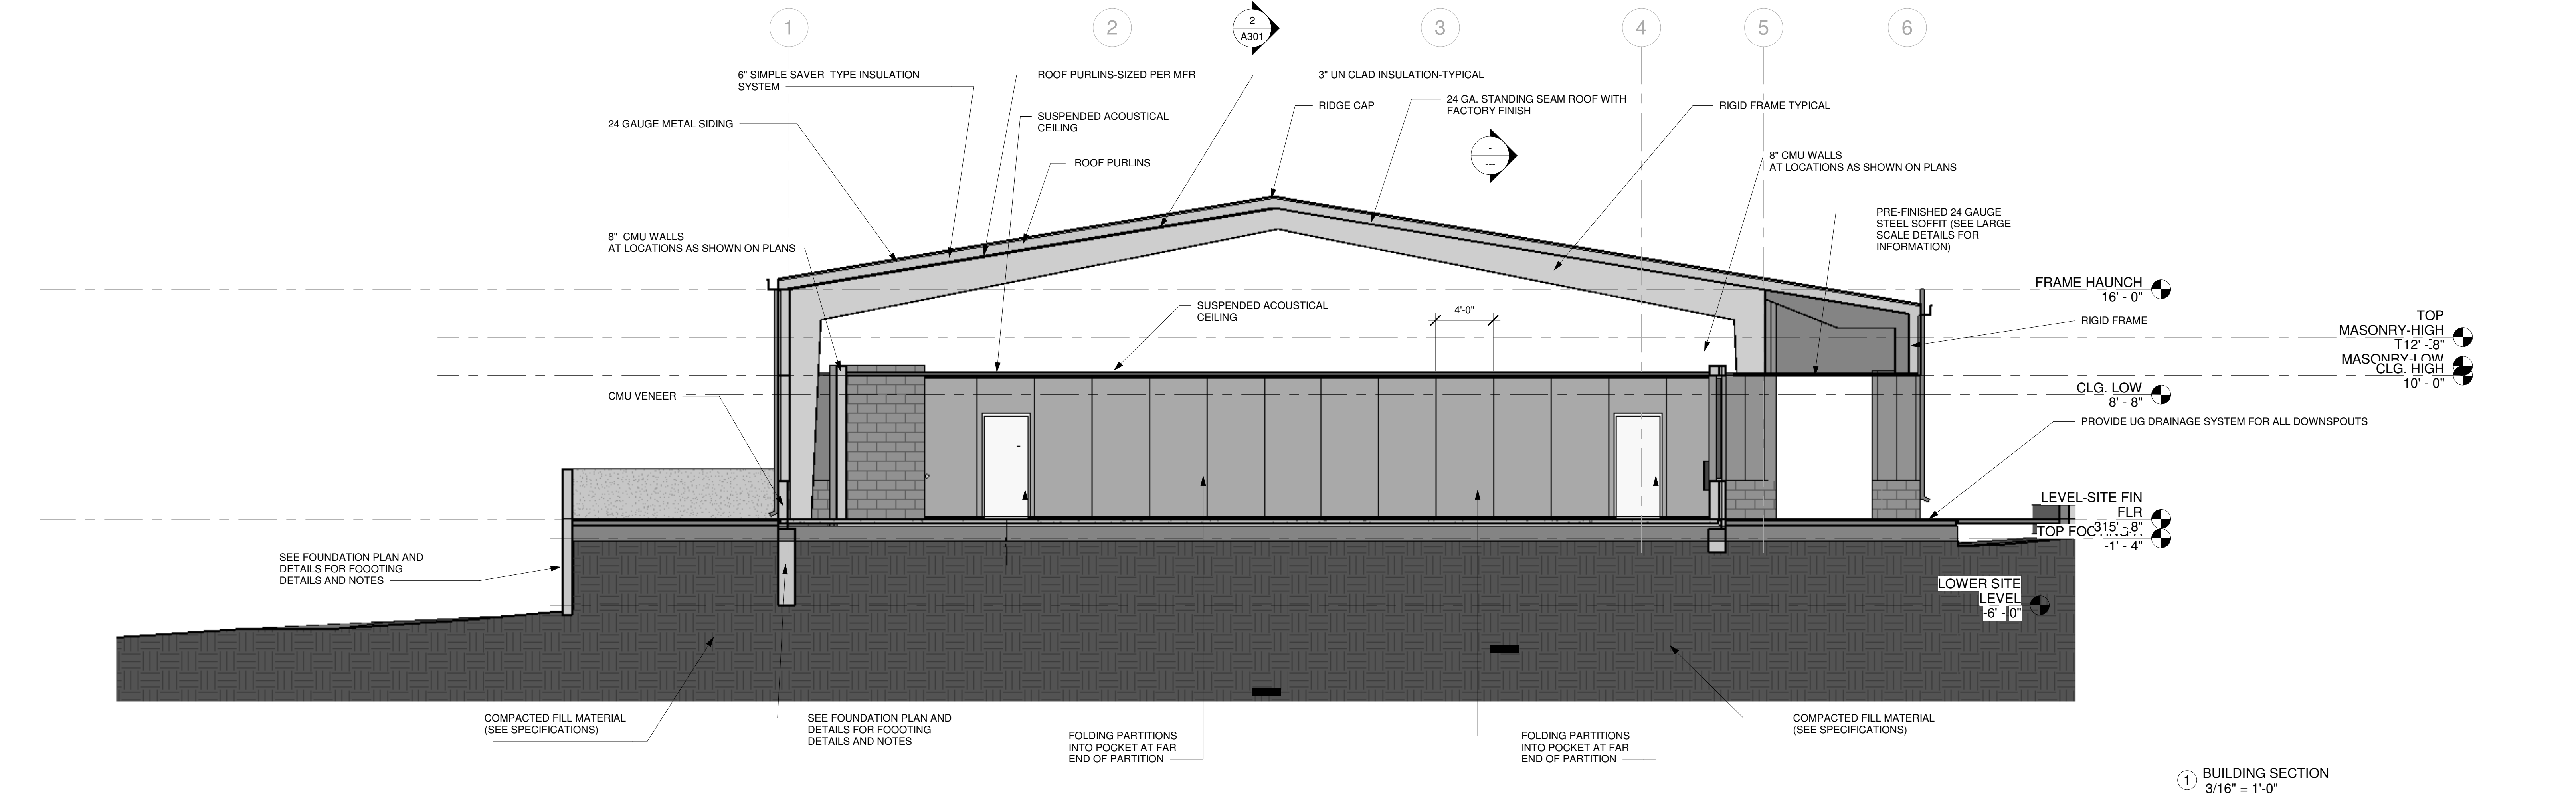 1
2
2
A301
3
4
5
6
6" SIMPLE SAVER TYPE INSULATION
SYSTEM
ROOF PURLINS-SIZED PER MFR
3" UN CLAD INSULATION-TYPICAL
24 GAUGE METAL SIDING
SUSPENDED ACOUSTICAL
CEILING
RIDGE CAP
24 GA. STANDING SEAM ROOF WITH
FACTORY FINISH
RIGID FRAME TYPICAL
ROOF PURLINS
-
---
8" CMU WALLS
AT LOCATIONS AS SHOWN ON PLANS
8" CMU WALLS
AT LOCATIONS AS SHOWN ON PLANS
PRE-FINISHED 24 GAUGE
STEEL SOFFIT (SEE LARGE
SCALE DETAILS FOR
INFORMATION)
FRAME HAUNCH
16' - 0"
SUSPENDED ACOUSTICAL
CEILING
4'-0"
RIGID FRAME
TOP
MASONRY-HIGH
12' - 8"
MASONRY-LOW
CLG. HIGH
10' - 0"
CMU VENEER
CLG. LOW
8' - 8"
PROVIDE UG DRAINAGE SYSTEM FOR ALL DOWNSPOUTS
LEVEL-SITE FIN
FLR
315' - 8"
TOP
-1' - 4"
SEE FOUNDATION PLAN AND
DETAILS FOR FOOOTING
DETAILS AND NOTES
LOWER SITE
LEVEL
-6' - 0"
COMPACTED FILL MATERIAL
(SEE SPECIFICATIONS)
SEE FOUNDATION PLAN AND
DETAILS FOR FOOOTING
DETAILS AND NOTES
FOLDING PARTITIONS
INTO POCKET AT FAR
END OF PARTITION
FOLDING PARTITIONS
INTO POCKET AT FAR
END OF PARTITION
COMPACTED FILL MATERIAL
(SEE SPECIFICATIONS)
1
BUILDING SECTION
3/16" = 1'-0"